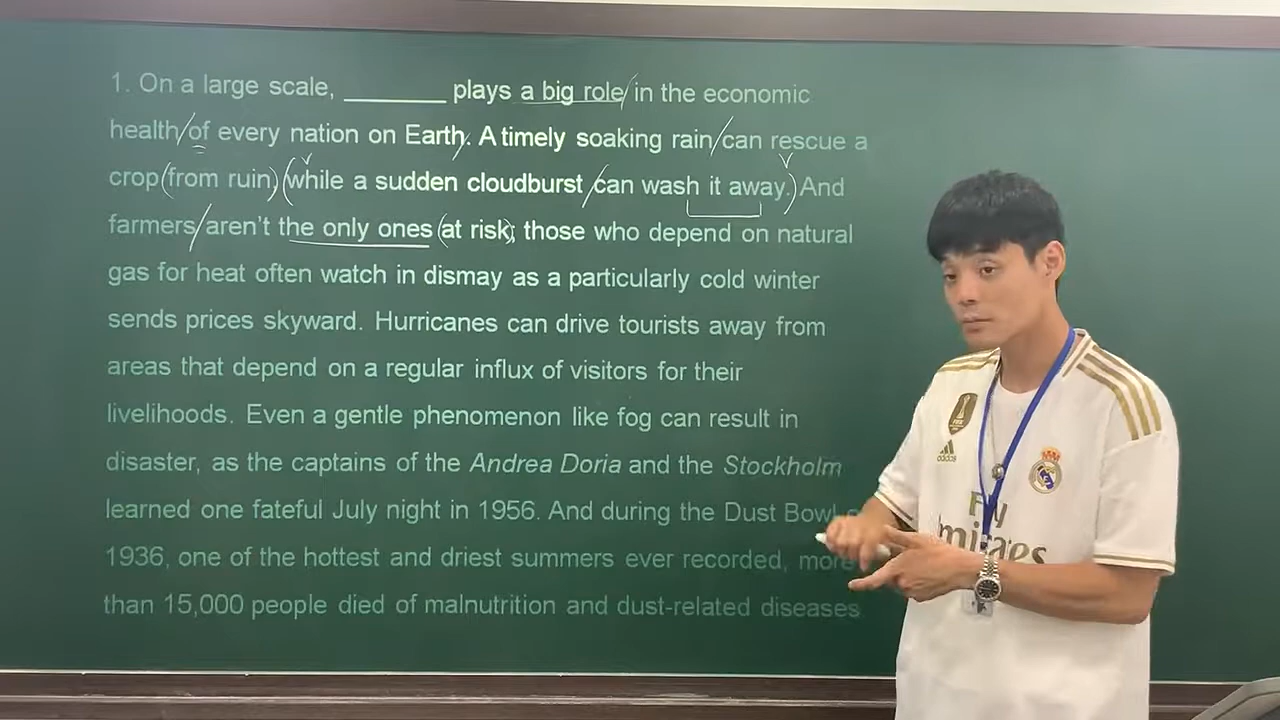 1. On a large scale, ________ plays a big role in the economic
health of every nation on Earth. A timely soaking rain can rescue a
crop from ruin, while a sudden cloudburst can wash it away. And
farmers aren't the only ones at risk; those who depend on natural
gas for heat often watch in dismay as a particularly cold winter
sends prices skyward. Hurricanes can drive tourists away from
areas that depend on a regular influx of visitors for their
livelihoods. Even a gentle phenomenon like fog can result in
disaster, as the captains of the Andrea Doria and the Stockholm
learned one fateful July night in 1956. And during the Dust Bowl
1936, one of the hottest and driest summers ever recorded, more
than 15,000 people died of malnutrition and dust-related diseases
adidas
Fly
Emirates